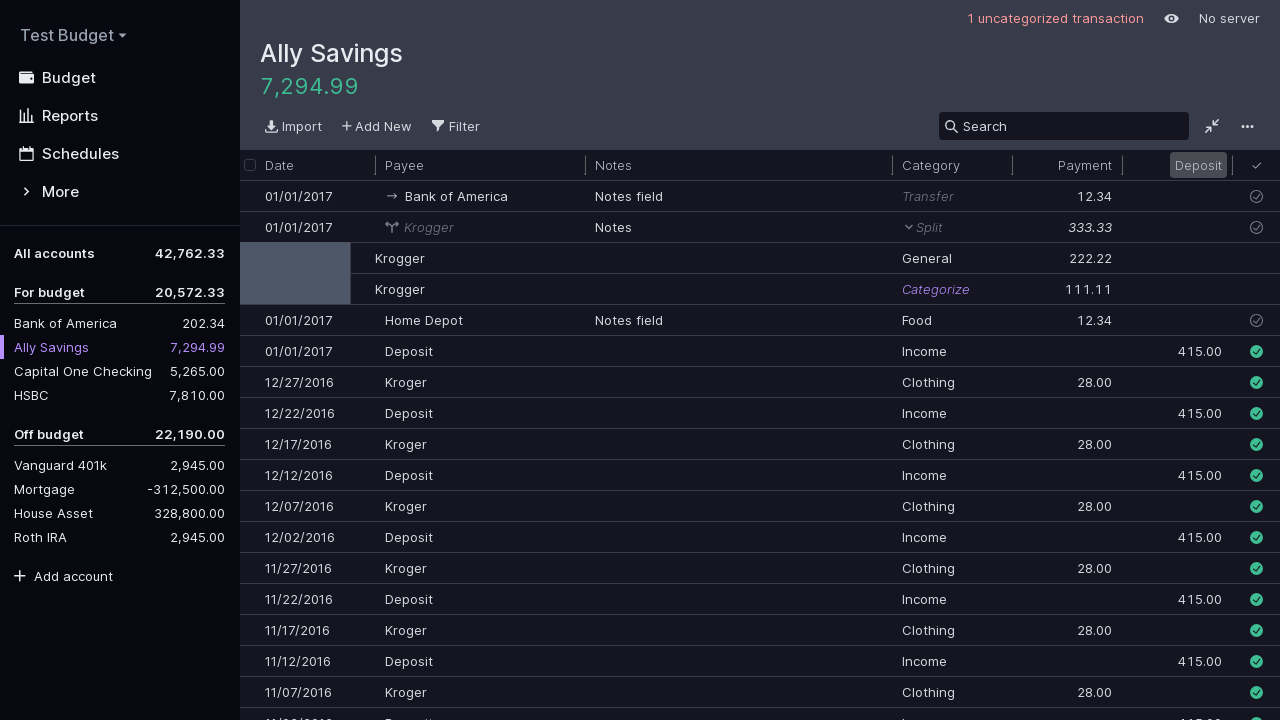 Test Budget
Budget
Reports
Schedules
More
All accounts 42,762.33
For budget 20,572.33
Bank of America 202.34
Ally Savings 7,294.99
Capital One Checking 5,265.00
HSBC 7,810.00
Off budget 22,190.00
Vanguard 401k 2,945.00
Mortgage -312,500.00
House Asset 328,800.00
Roth IRA 2,945.00
Add account
1 uncategorized transaction No server
Ally Savings
7,294.99
Import Add New Filter Search
Date Payee Notes Category Payment Deposit
01/01/2017 Bank of America Notes field Transfer 12.34
01/01/2017 Krogger Notes Split 333.33
Krogger General 222.22
Krogger Categorize 111.11
01/01/2017 Home Depot Notes field Food 12.34
01/01/2017 Deposit Income 415.00
12/27/2016 Kroger Clothing 28.00
12/22/2016 Deposit Income 415.00
12/17/2016 Kroger Clothing 28.00
12/12/2016 Deposit Income 415.00
12/07/2016 Kroger Clothing 28.00
12/02/2016 Deposit Income 415.00
11/27/2016 Kroger Clothing 28.00
11/22/2016 Deposit Income 415.00
11/17/2016 Kroger Clothing 28.00
11/12/2016 Deposit Income 415.00
11/07/2016 Kroger Clothing 28.00